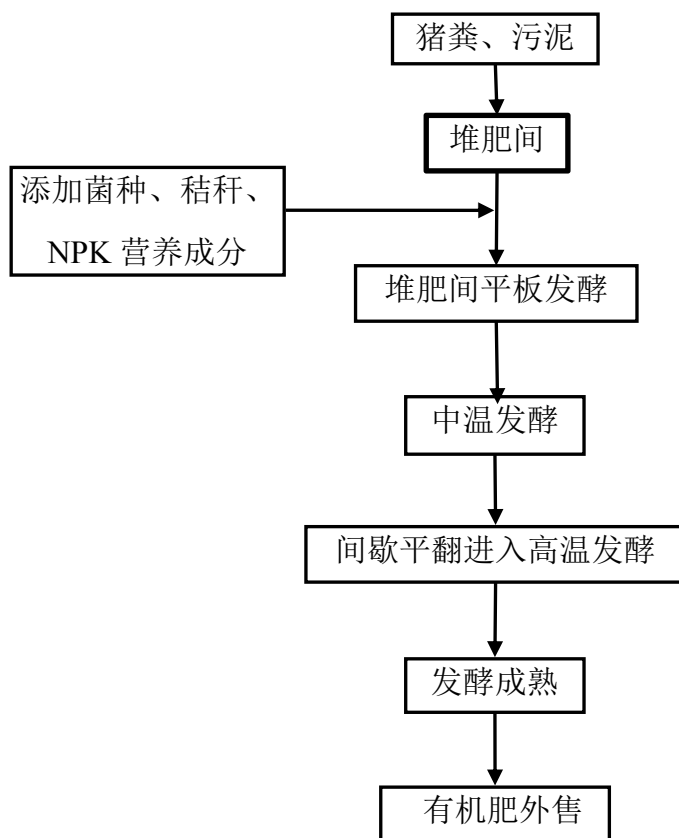 猪粪、污泥
堆肥间
添加菌种、秸秆、
NPK 营养成分
堆肥间平板发酵
中温发酵
间歇平翻进入高温发酵
发酵成熟
有机肥外售